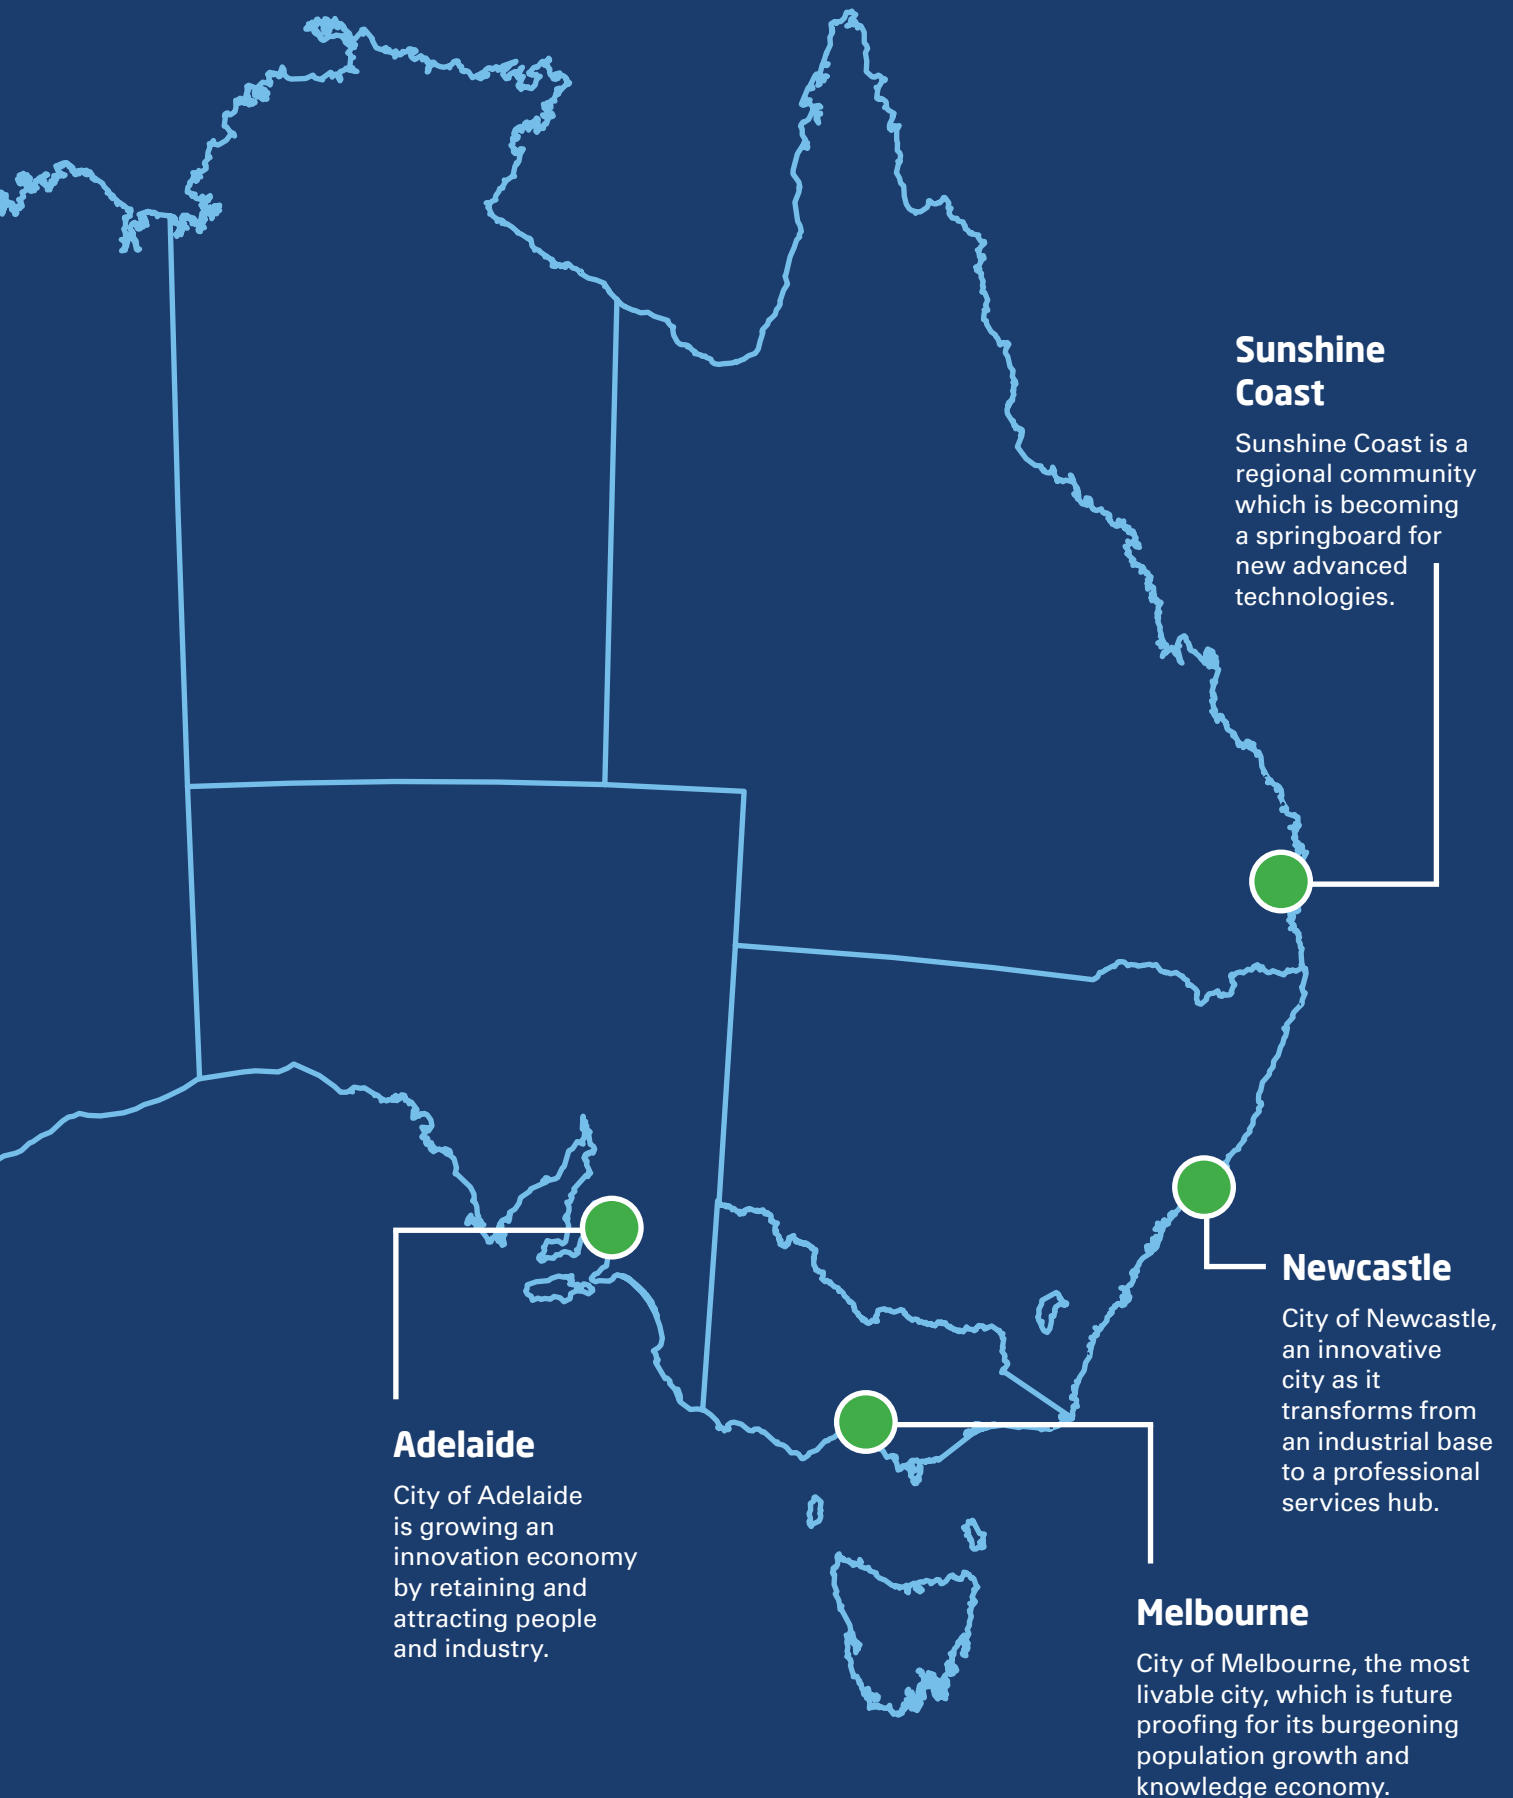 Sunshine
Coast
Sunshine Coast is a
regional community
which is becoming
a springboard for
new advanced
technologies.
Newcastle
City of Newcastle,
an innovative
city as it
transforms from
an industrial base
to a professional
services hub.
Adelaide
City of Adelaide
is growing an
innovation economy
by retaining and
attracting people
and industry.
Melbourne
City of Melbourne, the most
livable city, which is future
proofing for its burgeoning
population growth and
knowledge economy.